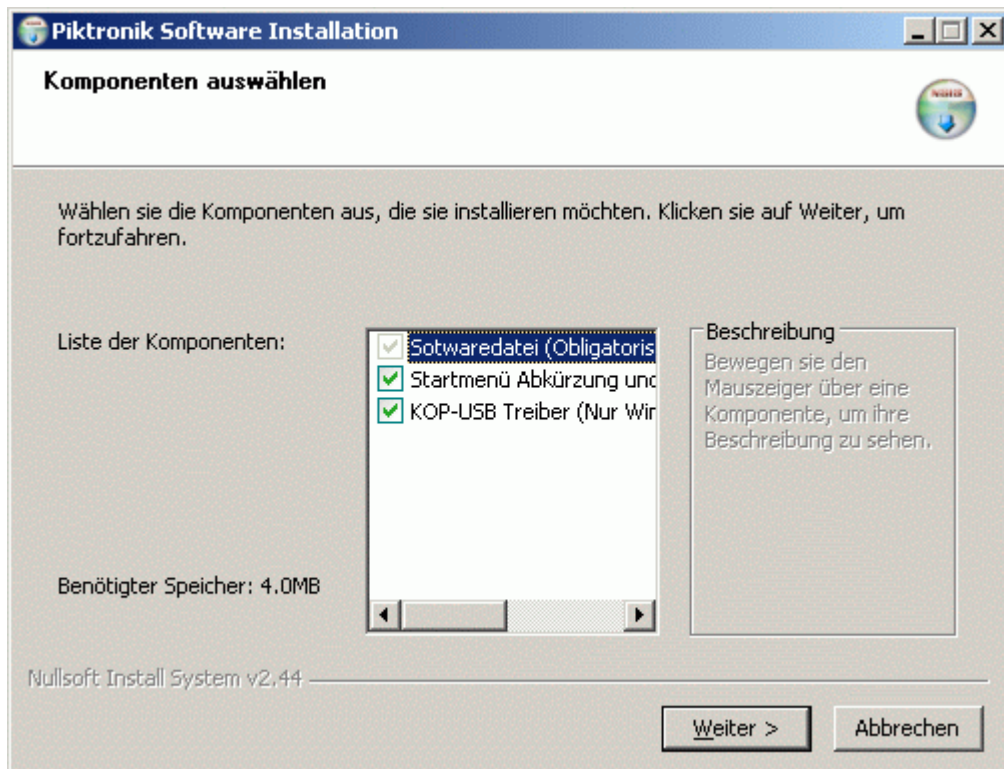 Piktronik Software Installation
Komponenten auswählen
Wählen sie die Komponenten aus, die sie installieren möchten. Klicken sie auf Weiter, um
fortzufahren.
Liste der Komponenten:
Sotwaredatei (Obligatoris
Startmenü Abkürzung und
KOP-USB Treiber (Nur Wir
Beschreibung
Bewegen sie den
Mauszeiger über eine
Komponente, um ihre
Beschreibung zu sehen.
Benötigter Speicher: 4.0MB
Nullsoft Install System v2.44
Weiter >
Abbrechen